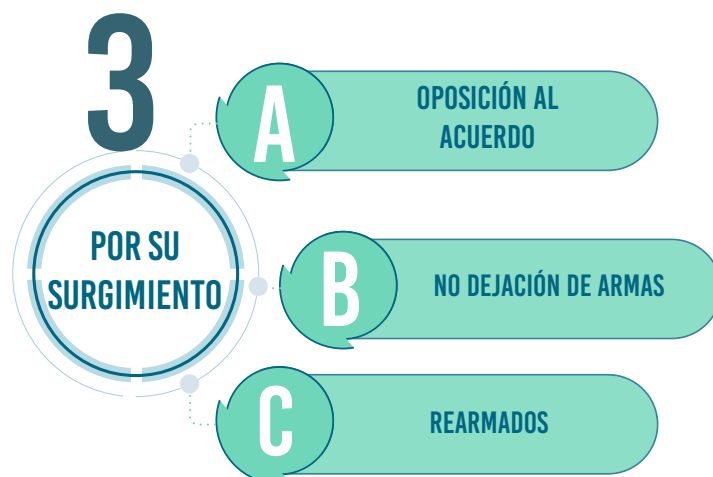 3
POR SU
SURGIMIENTO
A
OPOSICIÓN AL
ACUERDO
B
NO DEJACIÓN DE ARMAS
C
REARMADOS